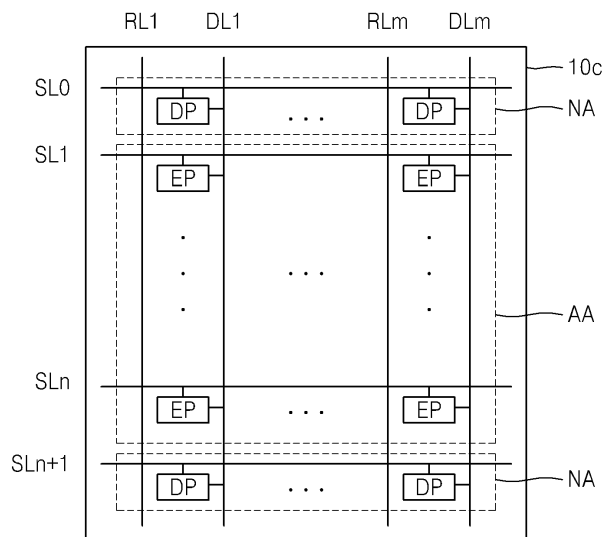 RL1 DL1 RLm DLm
10c
SL0
DP ... DP
NA
SL1
EP EP
...
AA
SLn
EP ... EP
SLn+1
DP ... DP
NA